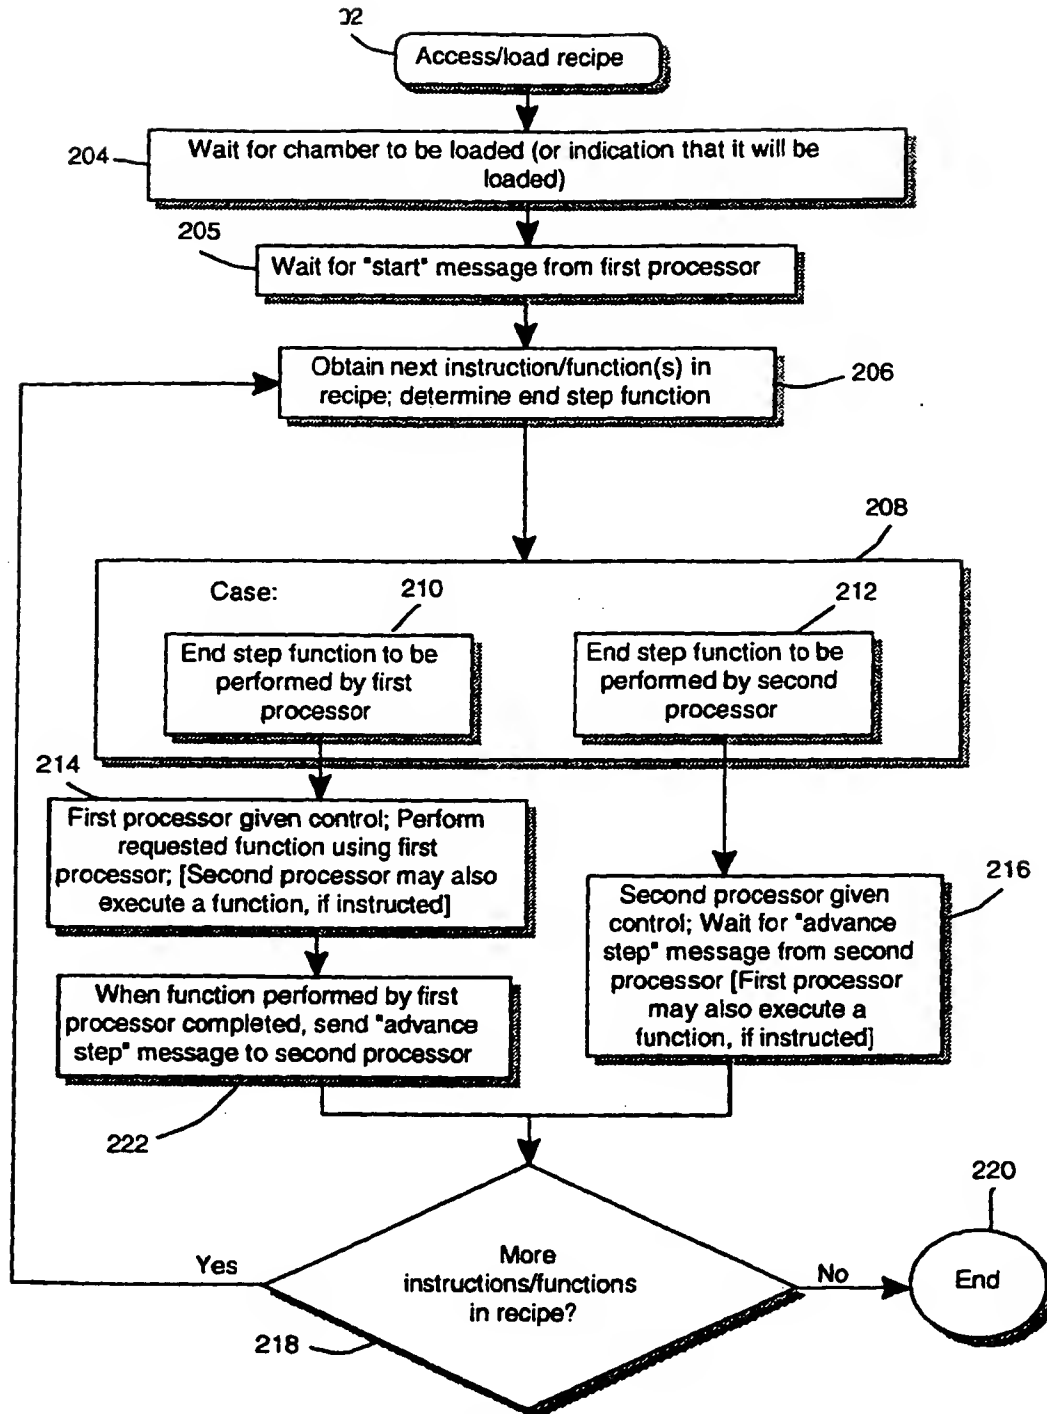 02
Access/load recipe
204
Wait for chamber to be loaded (or indication that it will be
loaded)
205
Wait for "start" message from first processor
Obtain next instruction/function(s) in
recipe; determine end step function
206
208
Case:
210
212
End step function to be
performed by first
processor
End step function to be
performed by second
processor
214
First processor given control; Perform
requested function using first
processor; [Second processor may also
execute a function, if instructed]
Second processor given
control; Wait for "advance
step" message from second
processor [First processor
may also execute a
function, if instructed]
216
When function performed by first
processor completed, send "advance
step" message to second processor
222
More
instructions/functions
in recipe?
Yes
No
218
220
End